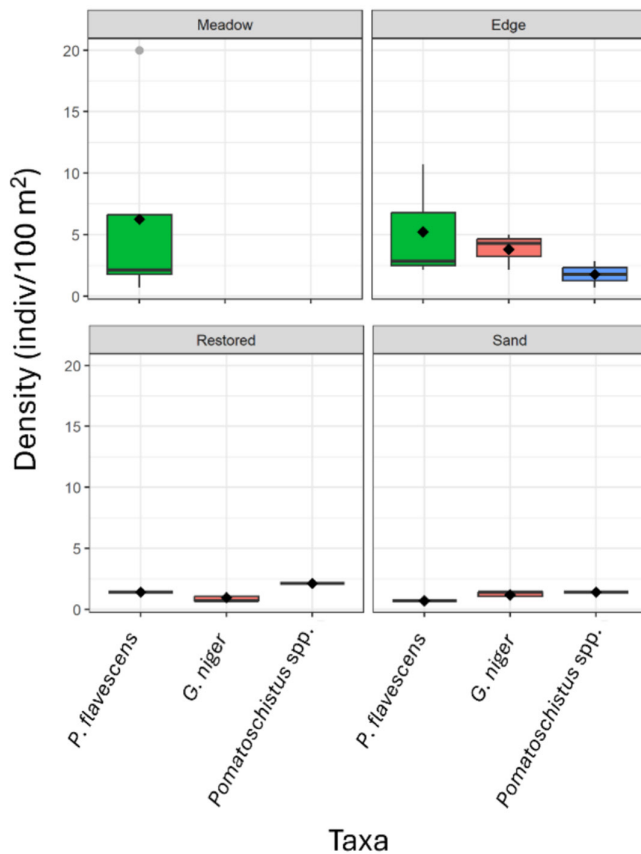 Meadow
Edge
20
15
10
5
0
Restored
Sand
20
15
10
5
0
Density (indiv/100 m²)
P. flavescens
G. niger
Pomatoschistus spp.
P. flavescens
G. niger
Pomatoschistus spp.
Taxa